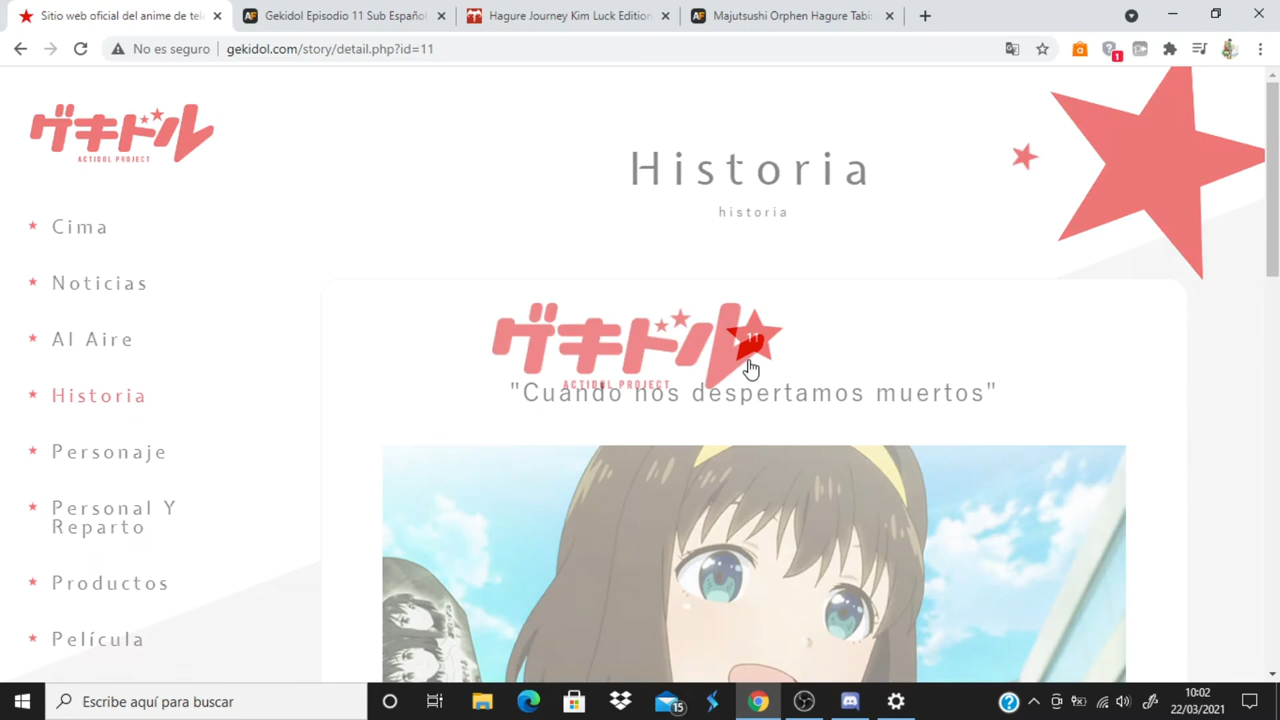 Sitio web oficial del anime de tele
Gekidol Episodio 11 Sub Español
Hagure Journey Kim Luck Edition
Majutsushi Orphen Hagure Tabi:
No es seguro
gekidol.com/story/detail.php?id=11
1
ゲキドル
ACTIDOL PROJECT
Historia
historia
Cima
Noticias
Al Aire
Historia
Personaje
Personal Y
Reparto
Productos
Película
ゲキドル
11
ACTIDOL PROJECT
"Cuando nos despertamos muertos"
Escribe aquí para buscar
15
10:02
22/03/2021